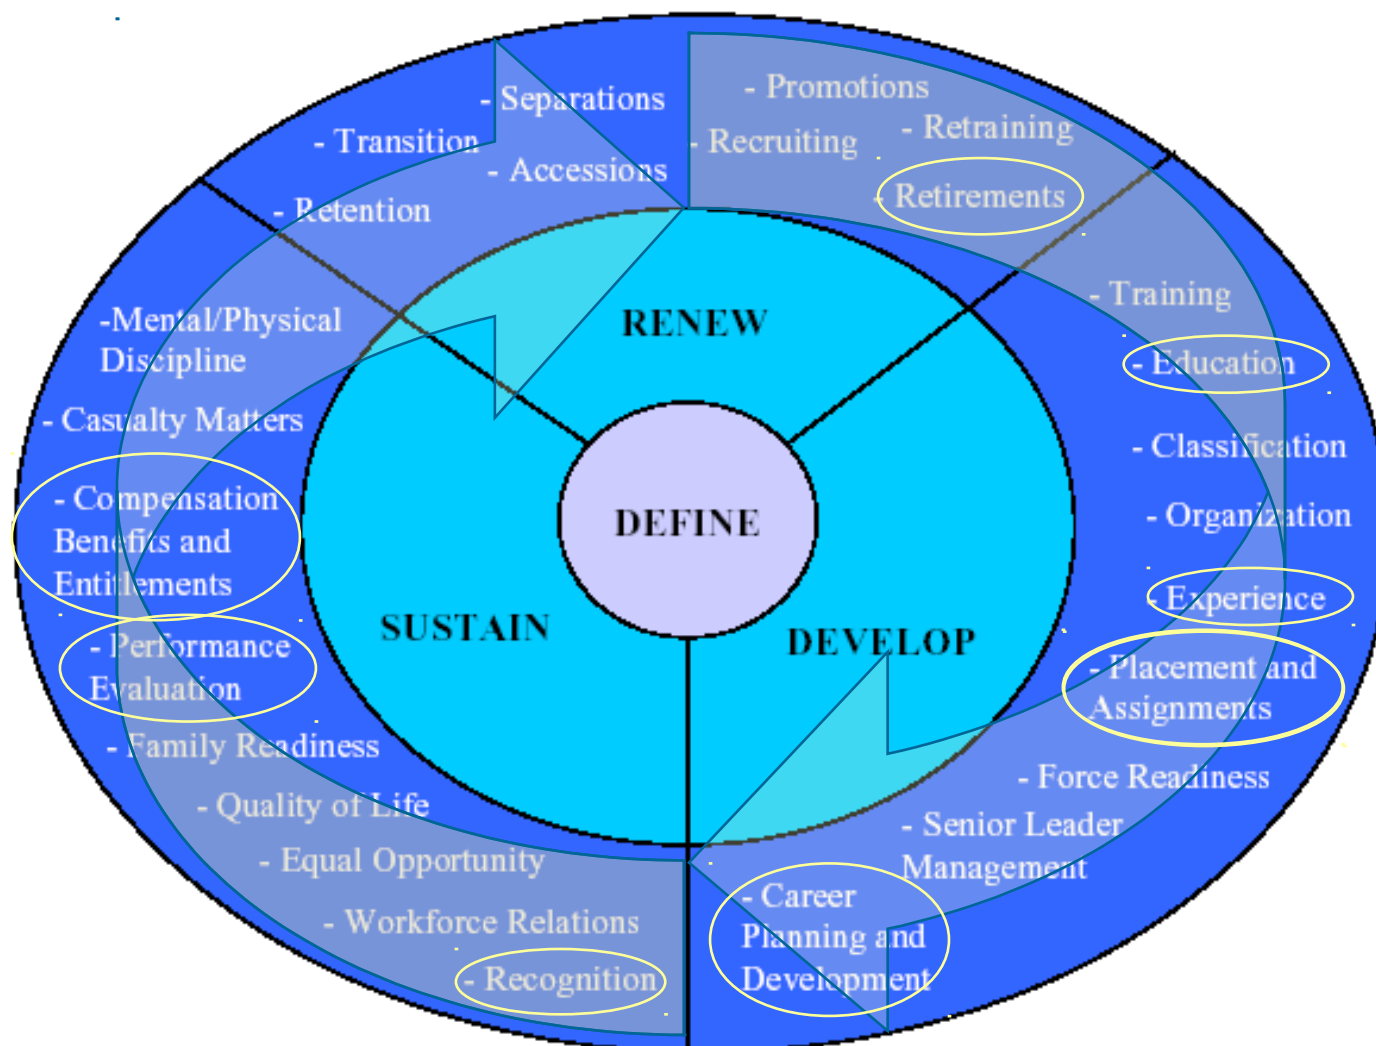 - Separations
- Transition
- Accessions
- Retention
- Promotions
- Retraining
- Recruiting
- Retirements
RENEW
- Training
- Education
- Classification
- Organization
- Experience
- Placement and
Assignments
- Force Readiness
- Senior Leader
Management
- Career
Planning and
Development
DEVELOP
DEFINE
SUSTAIN
-Mental/Physical
Discipline
- Casualty Matters
- Compensation
Benefits and
Entitlements
- Performance
Evaluation
- Family Readiness
- Quality of Life
- Equal Opportunity
- Workforce Relations
- Recognition